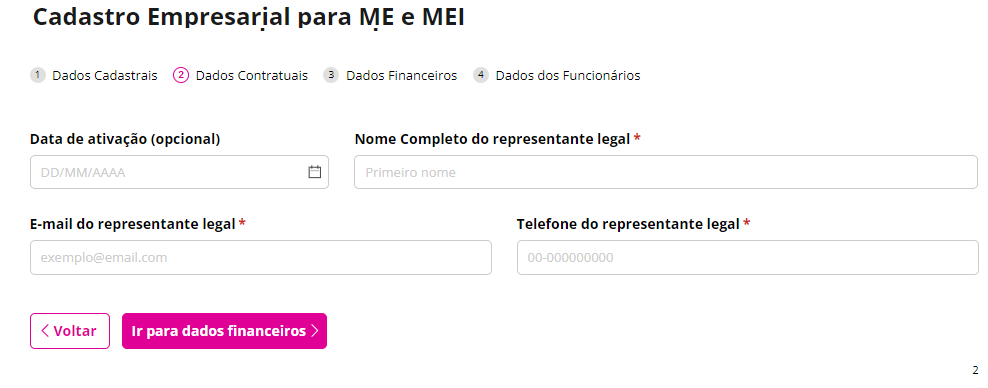 Cadastro Empresarial para ME e MEI
1 Dados Cadastrais 2 Dados Contratuais 3 Dados Financeiros 4 Dados dos Funcionários
Data de ativação (opcional) Nome Completo do representante legal *
DD/MM/AAAA Primeiro nome
E-mail do representante legal * Telefone do representante legal *
exemplo@email.com 00-000000000
Voltar Ir para dados financeiros
2